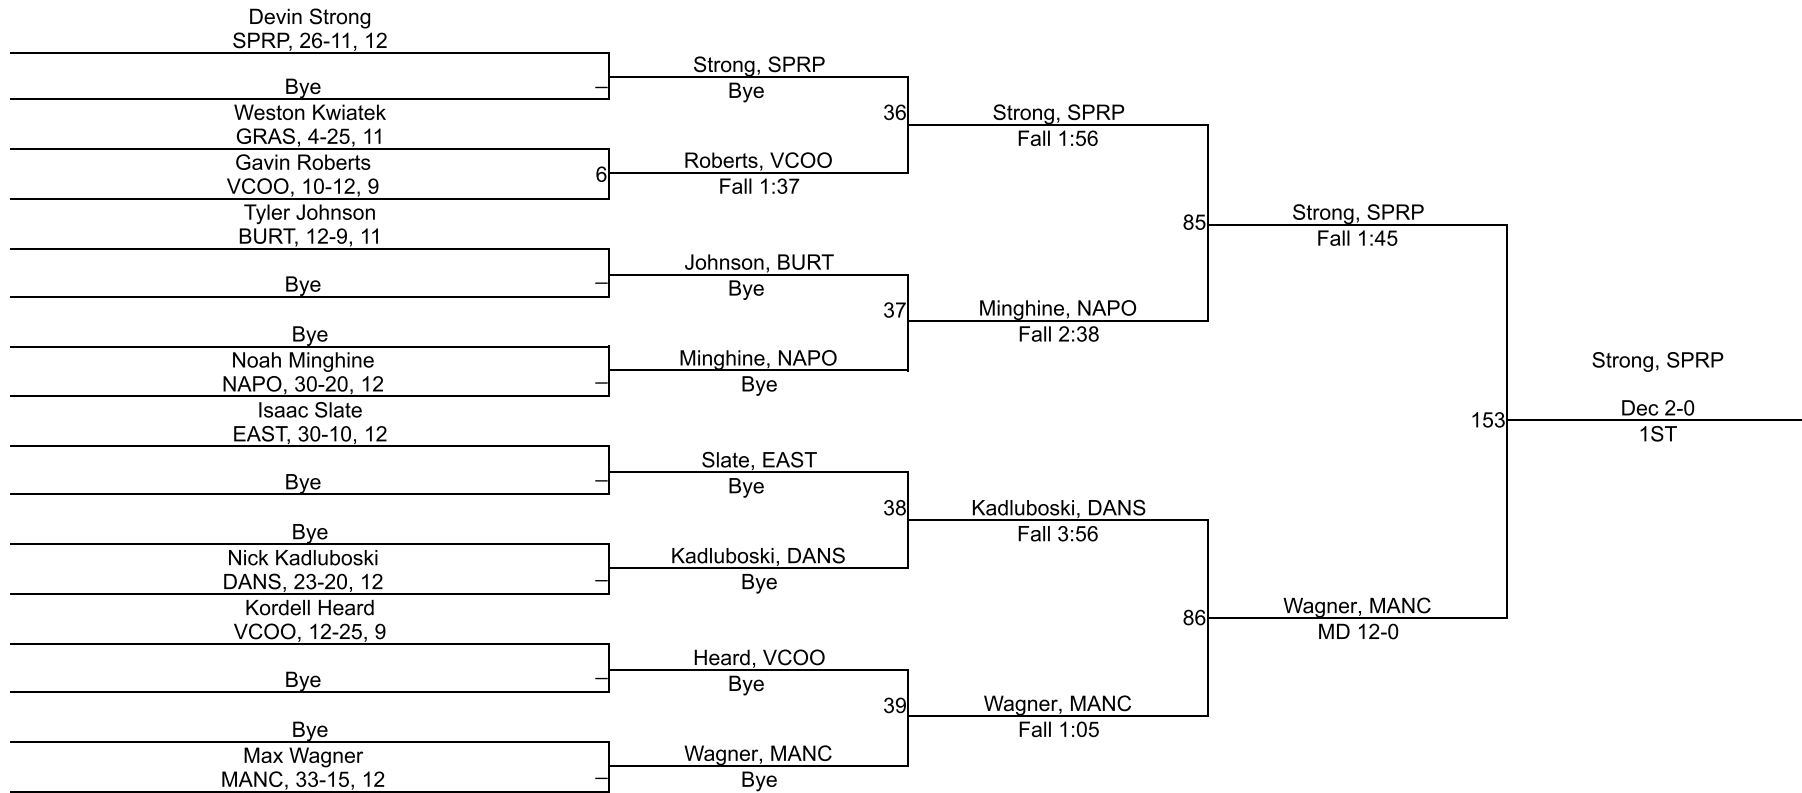 Devin Strong
SPRP, 26-11, 12
Bye
Weston Kwiatek
GRAS, 4-25, 11
Gavin Roberts
VCOO, 10-12, 9
6
Tyler Johnson
BURT, 12-9, 11
Bye
Bye
Noah Minghine
NAPO, 30-20, 12
Isaac Slate
EAST, 30-10, 12
Bye
Bye
Nick Kadluboski
DANS, 23-20, 12
Kordell Heard
VCOO, 12-25, 9
Bye
Bye
Max Wagner
MANC, 33-15, 12
Strong, SPRP
Bye
36
Roberts, VCOO
Fall 1:37
Johnson, BURT
Bye
37
Minghine, NAPO
Bye
Slate, EAST
Bye
38
Kadluboski, DANS
Bye
Heard, VCOO
Bye
39
Wagner, MANC
Bye
Strong, SPRP
Fall 1:56
85
Minghine, NAPO
Fall 2:38
Kadluboski, DANS
Fall 3:56
86
Wagner, MANC
Fall 1:05
Strong, SPRP
Fall 1:45
153
Wagner, MANC
MD 12-0
Strong, SPRP
Dec 2-0
1ST